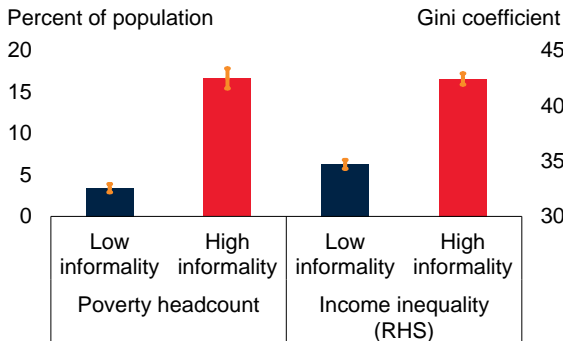 Percent of population Gini coefficient
20 45
15 40
10
5 35
0 30
Low informality High informality Low informality High informality
Poverty headcount Income inequality (RHS)